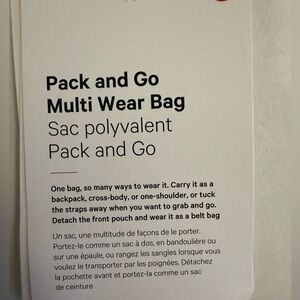 Pack and Go
Multi Wear Bag
Sac polyvalent
Pack and Go
One bag, so many ways to wear it. Carry it as a
backpack, cross-body, or one-shoulder, or tuck
the straps away when you want to grab and go.
Detach the front pouch and wear it as a belt bag
Un sac, une multitude de façons de le porter.
Portez-le comme un sac à dos, en bandoulière ou
sur une épaule, ou rangez les sangles lorsque vous
voulez le transporter par les poignées. Détachez
la pochette avant et portez-la comme un sac
de ceinture